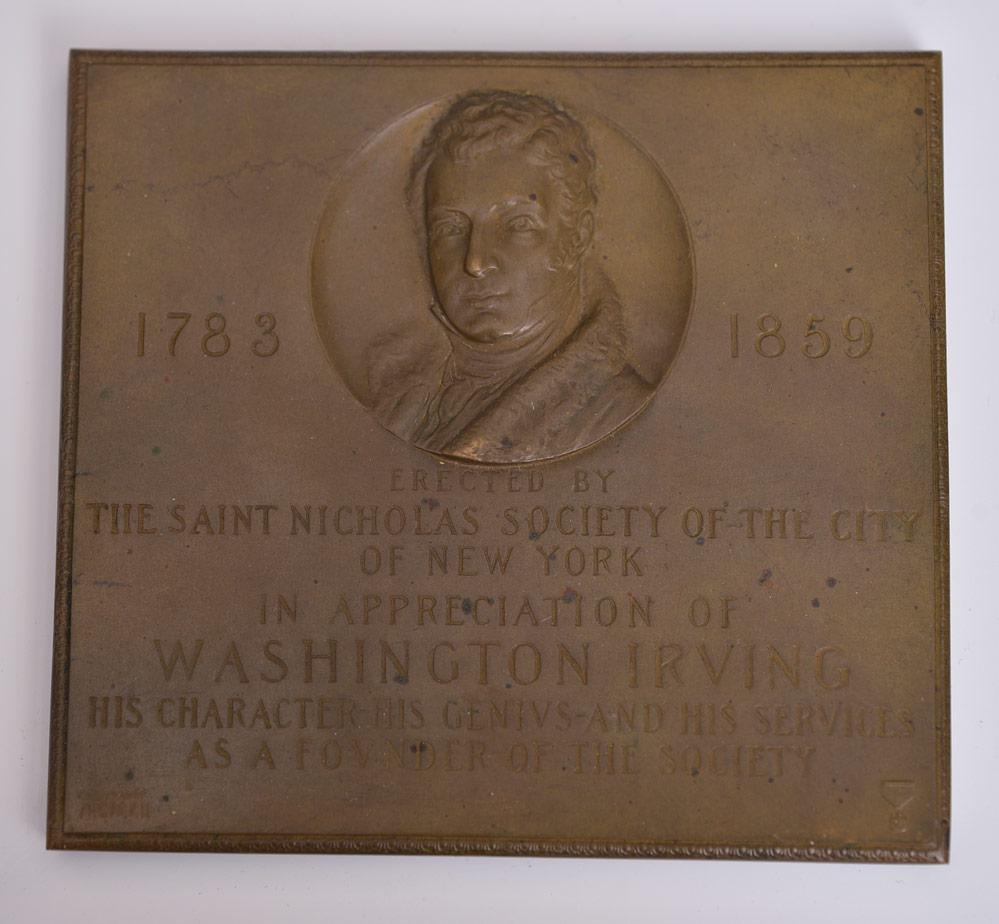 1783 1859
ERECTED BY
THE SAINT NICHOLAS SOCIETY OF THE CITY
OF NEW YORK
IN APPRECIATION OF
WASHINGTON IRVING
HIS CHARACTER-HIS GENIVS-AND HIS SERVICES
AS A FOVNDER OF THE SOCIETY